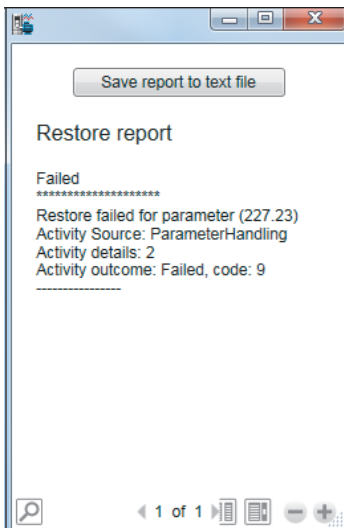 Save report to text file
Restore report
Failed
********************
Restore failed for parameter (227.23)
Activity Source: ParameterHandling
Activity details: 2
Activity outcome: Failed, code: 9
----------------
1 of 1